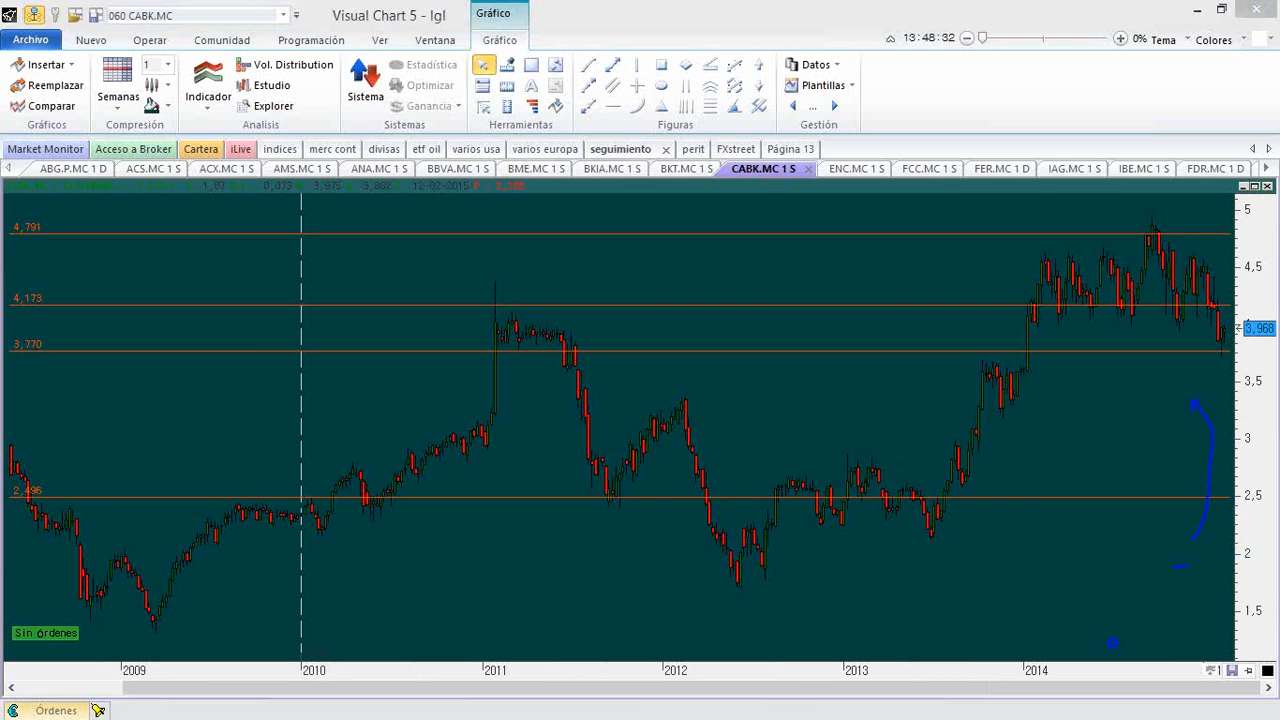 060 CABK.MC
Visual Chart 5 - lgl
Gráfico
Archivo Nuevo Operar Comunidad Programación Ver Ventana Gráfico
13:48:32 0% Tema Colores
Insertar 1 Vol. Distribution Estadística Datos
Reemplazar Semanas Indicador Estudio Sistema Optimizar Plantillas
Comparar Explorer Ganancia ...
Gráficos Compresión Analisis Sistemas Herramientas Figuras Gestión
Market Monitor Acceso a Broker Cartera iLive indices merc cont divisas etf oil varios usa varios europa seguimiento perit FXstreet Página 13
ABG.P.MC 1 D ACS.MC 1 S ACX.MC 1 S AMS.MC 1 S ANA.MC 1 S BBVA.MC 1 S BME.MC 1 S BKIA.MC 1 S BKT.MC 1 S CABK.MC 1 S ENC.MC 1 S FCC.MC 1 S FER.MC 1 D IAG.MC 1 S IBE.MC 1 S FDR.MC 1 D
12-02-2015
5
4,791
4,5
4,173
3,968
3,770
3,5
3
2,496
2,5
2
1,5
Sin órdenes
2009 2010 2011 2012 2013 2014
Órdenes